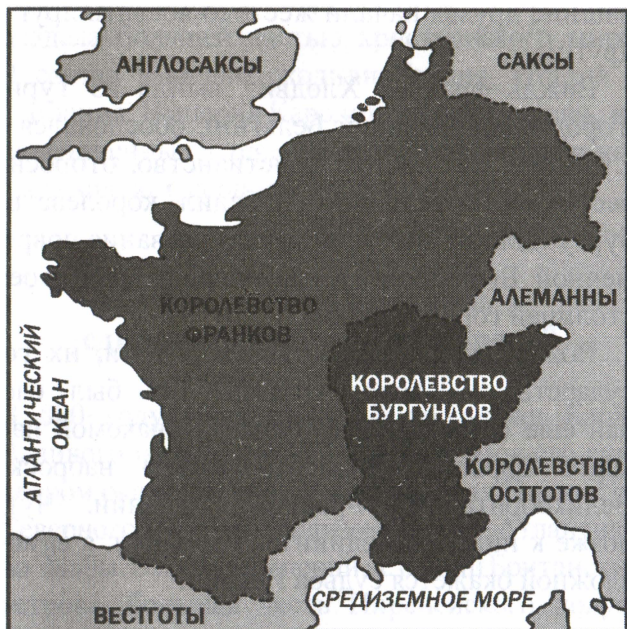 АНГЛОСАКСЫ
САКСЫ
КОРОЛЕВСТВО
ФРАНКОВ
АЛЕМАННЫ
АТЛАНТИЧЕСКИЙ
ОКЕАН
КОРОЛЕВСТВО
БУРГУНДОВ
КОРОЛЕВСТВО
ОСТГОТОВ
ВЕСТГОТЫ
СРЕДИЗЕМНОЕ МОРЕ